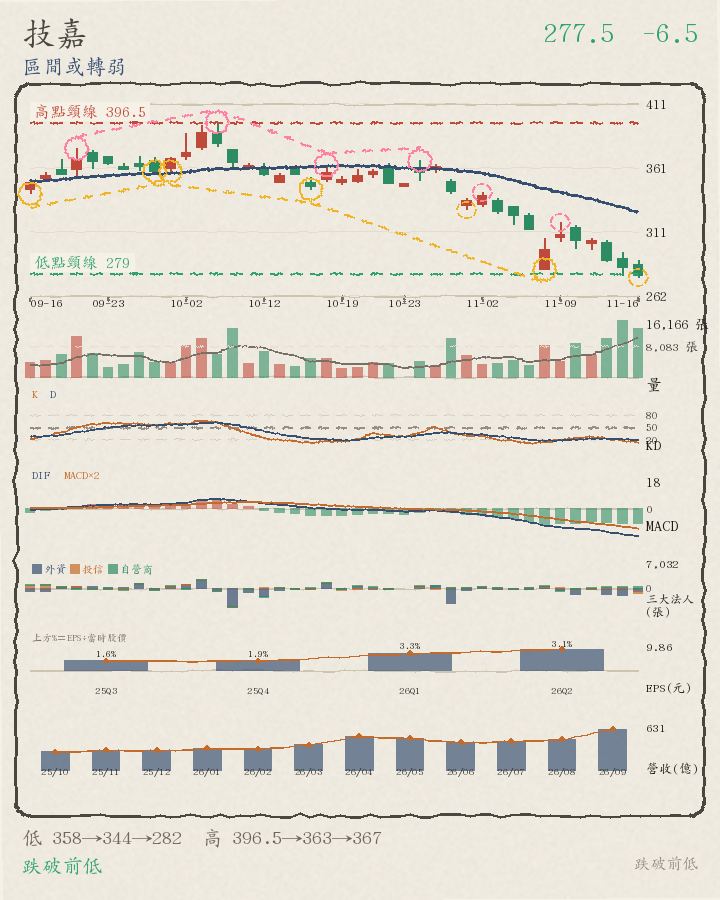 技嘉
277.5 -6.5
區間或轉弱
高點頸線 396.5
411
361
311
低點頸線 279
262
09-16 09-23 10-02 10-12 10-19 10-23 11-02 11-09 11-16
16,166 張
8,083 張
量
K D
80
50
20
KD
DIF MACD×2
18
0
MACD
外資 投信 自營商
7,032
0
三大法人
(張)
上方%=EPS÷當時股價
1.6% 1.9% 3.3% 3.1%
9.86
25Q3 25Q4 26Q1 26Q2
EPS(元)
631
25/10 25/11 25/12 26/01 26/02 26/03 26/04 26/05 26/06 26/07 26/08 26/09
營收(億)
低 358→344→282 高 396.5→363→367
跌破前低
跌破前低